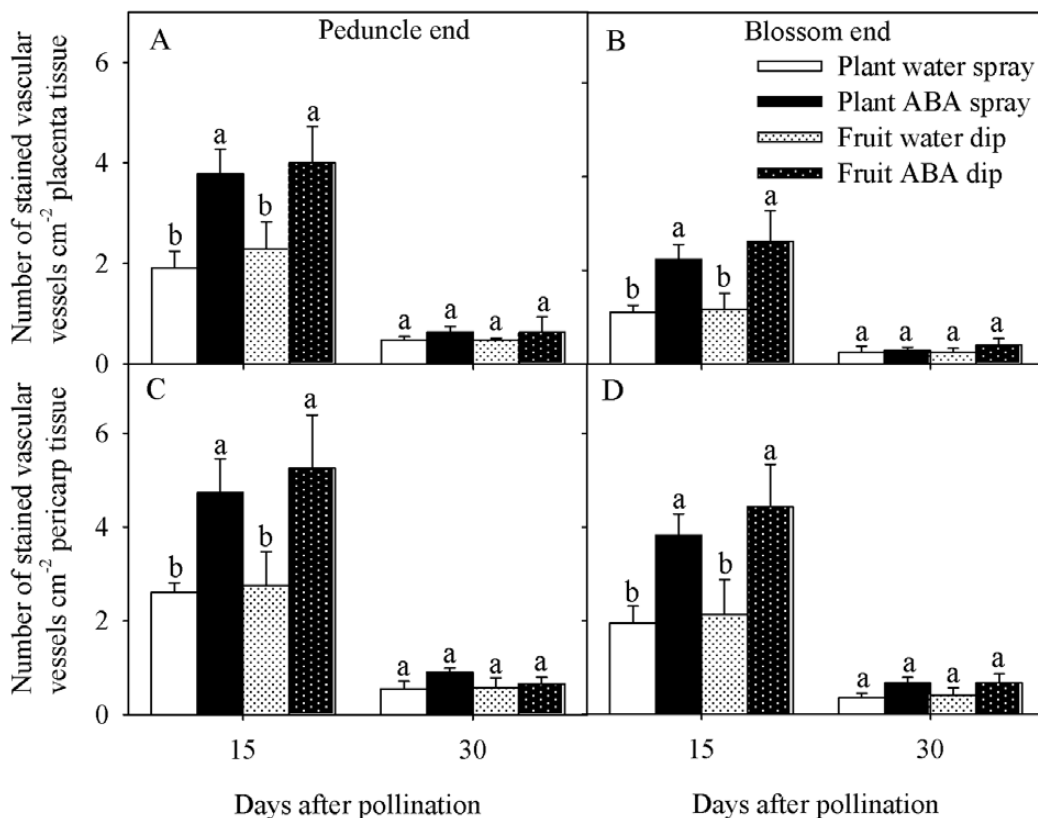 A
Peduncle end
B
Blossom end
Plant water spray
Plant ABA spray
Fruit water dip
Fruit ABA dip
Number of stained vascular
vessels cm⁻² placenta tissue
6
4
2
0
b
a
b
a
a
a
a
a
b
a
b
a
a
a
a
a
C
D
Number of stained vascular
vessels cm⁻² pericarp tissue
6
4
2
0
b
a
b
a
a
a
a
a
b
a
b
a
a
a
a
a
15
30
15
30
Days after pollination
Days after pollination